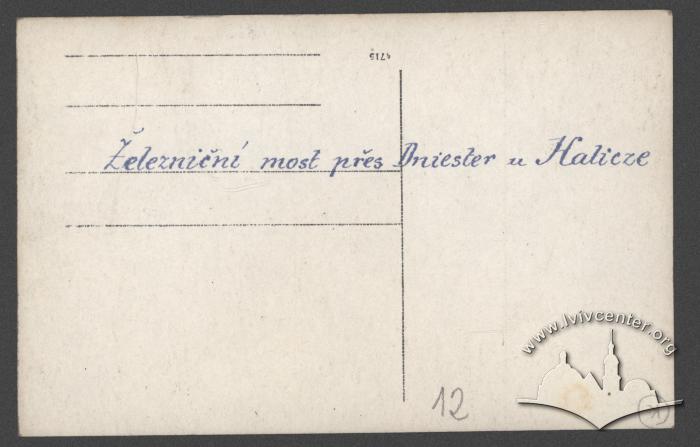 4715
Železniční most přes Dniester u Halicze
www.lvivcenter.org
12